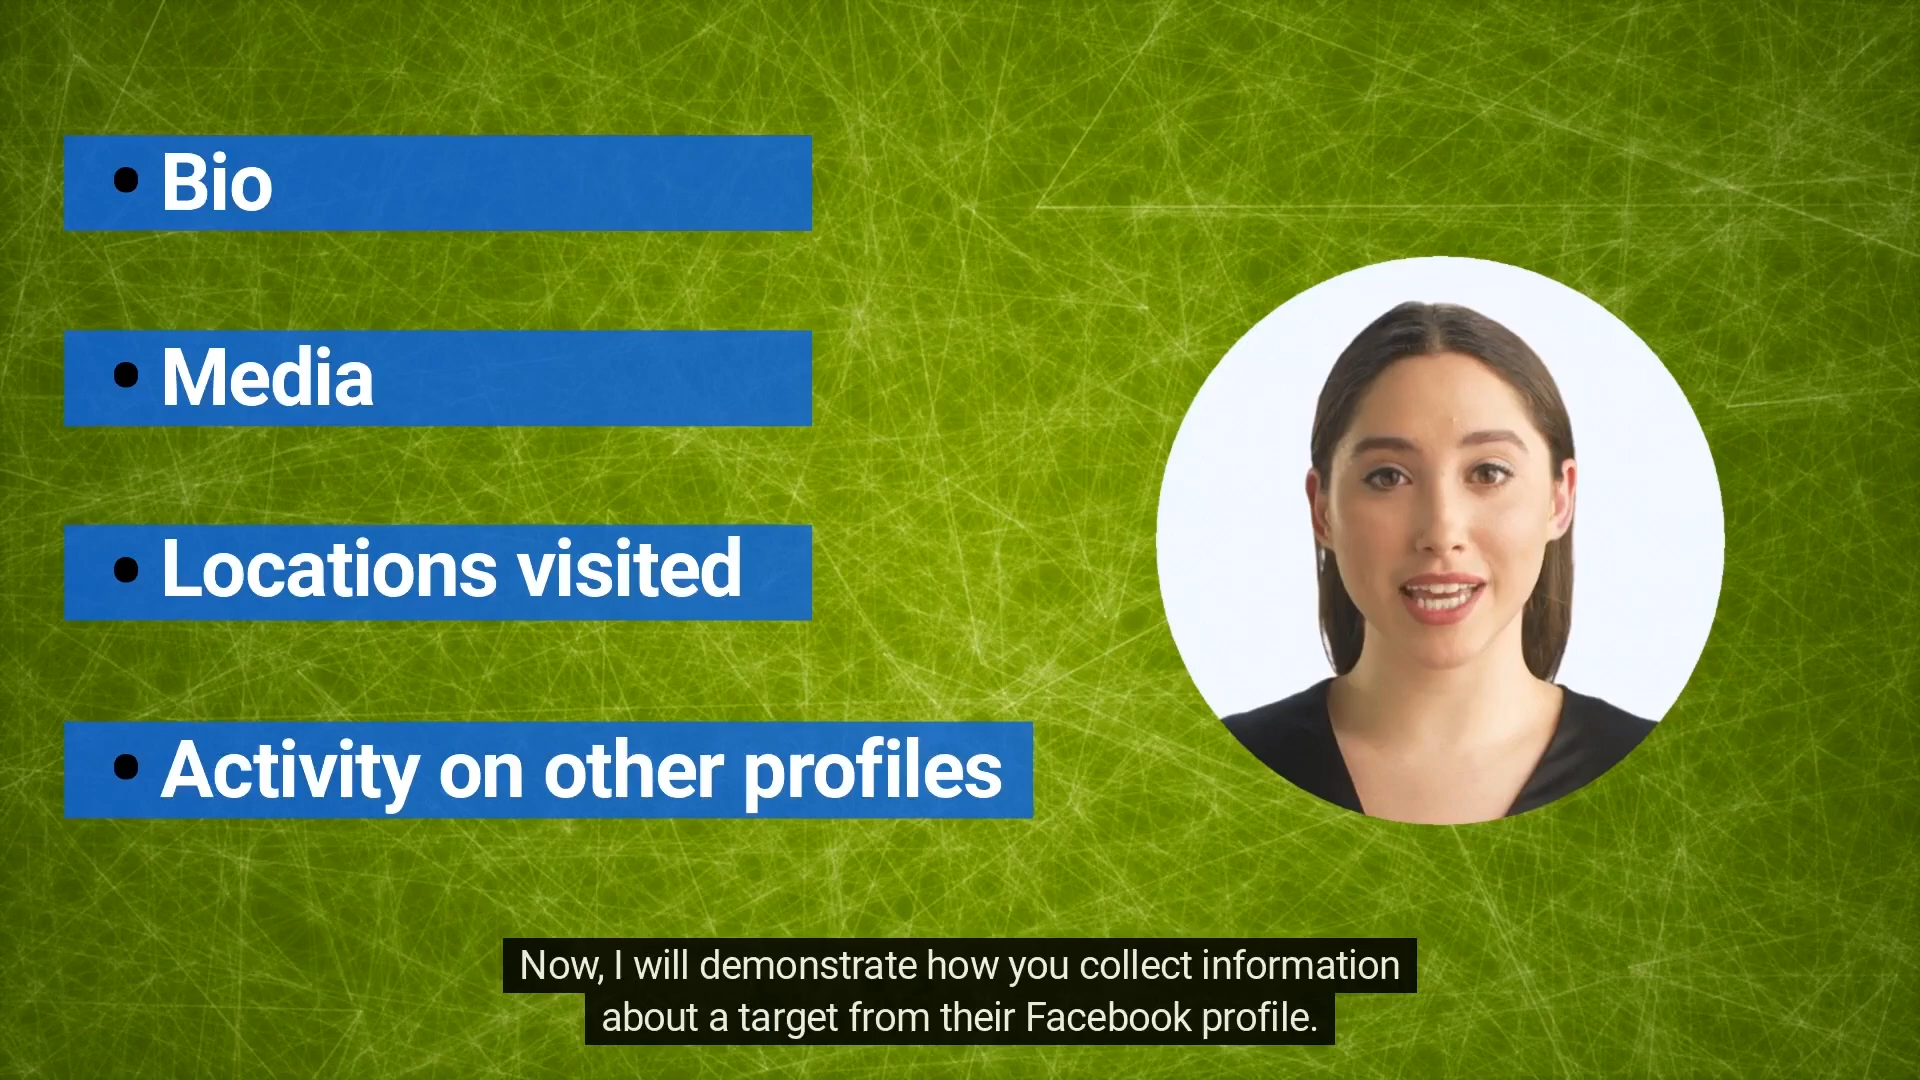 • Bio
• Media
• Locations visited
• Activity on other profiles
Now, I will demonstrate how you collect information
about a target from their Facebook profile.